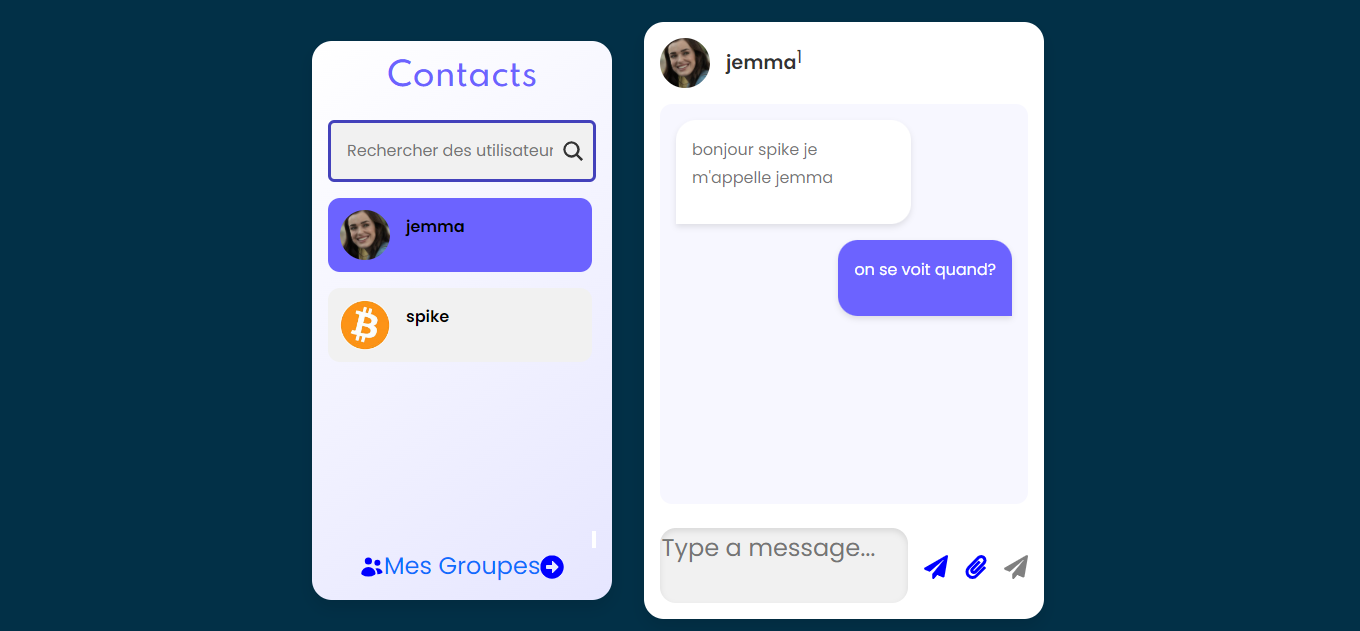 Contacts
Rechercher des utilisateur
jemma
spike
Mes Groupes
jemma1
bonjour spike je
m'appelle jemma
on se voit quand?
Type a message...